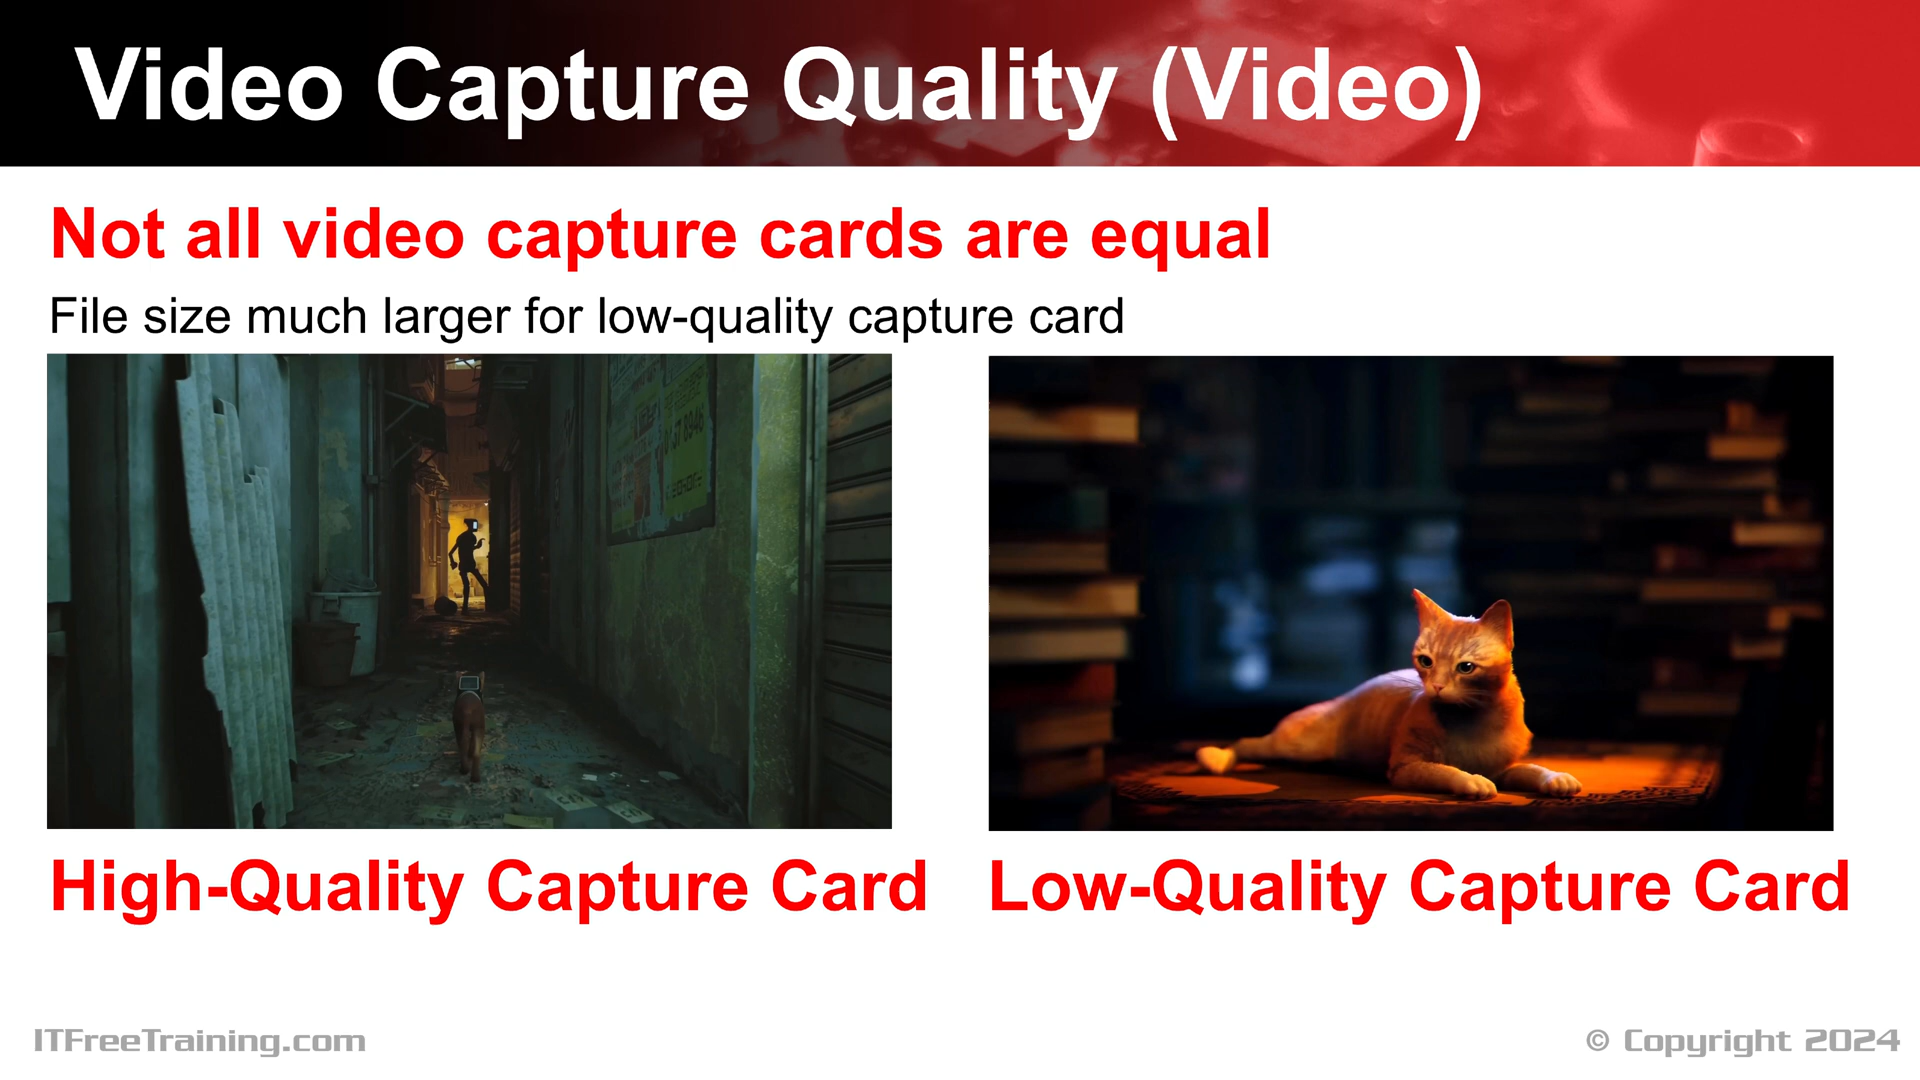 Video Capture Quality (Video)
Not all video capture cards are equal
File size much larger for low-quality capture card
High-Quality Capture Card
Low-Quality Capture Card
ITFreeTraining.com
© Copyright 2024